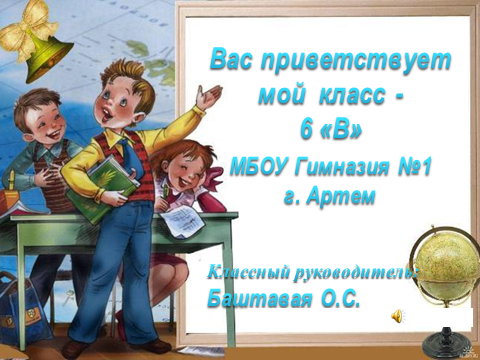 Вас приветствует
мой класс -
6 «В»
МБОУ Гимназия №1
г. Артем
Классный руководитель:
Баштавая О.С.